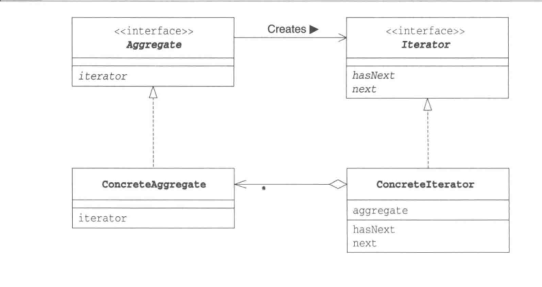 <<interface>>
Aggregate
iterator
Creates ▶
<<interface>>
Iterator
hasNext
next
ConcreteAggregate
iterator
*
ConcreteIterator
aggregate
hasNext
next